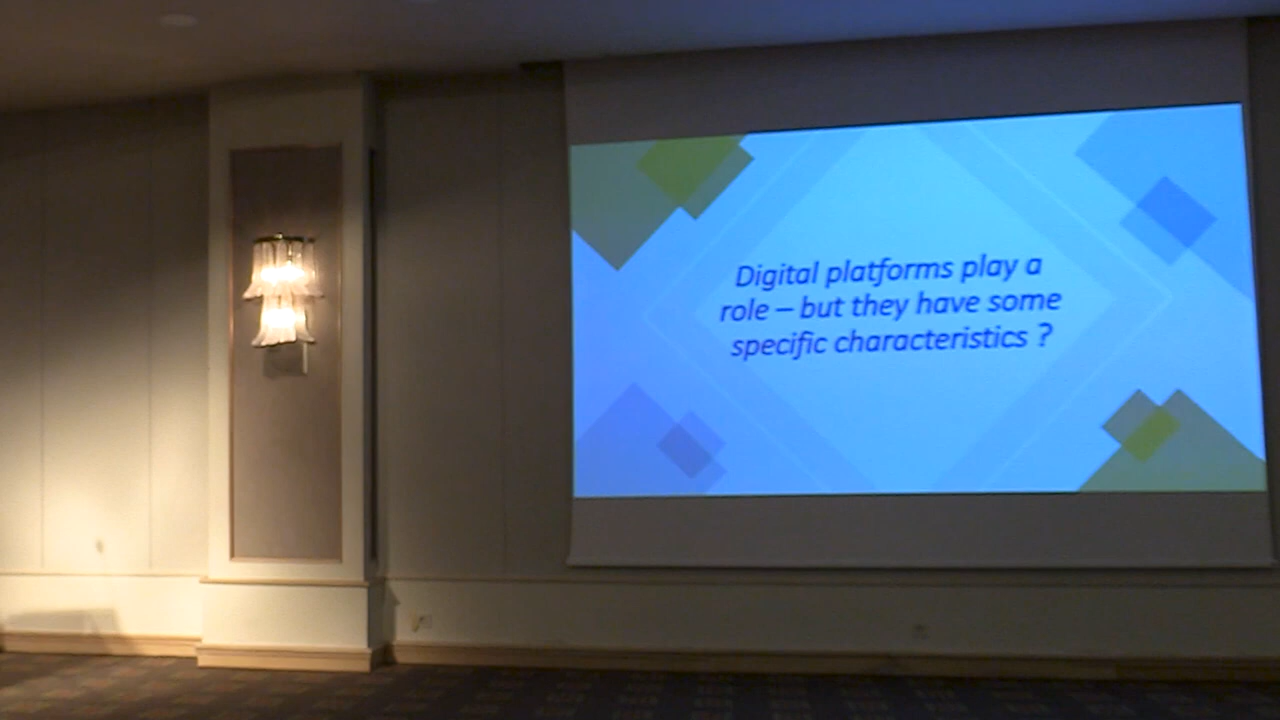 Digital platforms play a
role – but they have some
specific characteristics ?